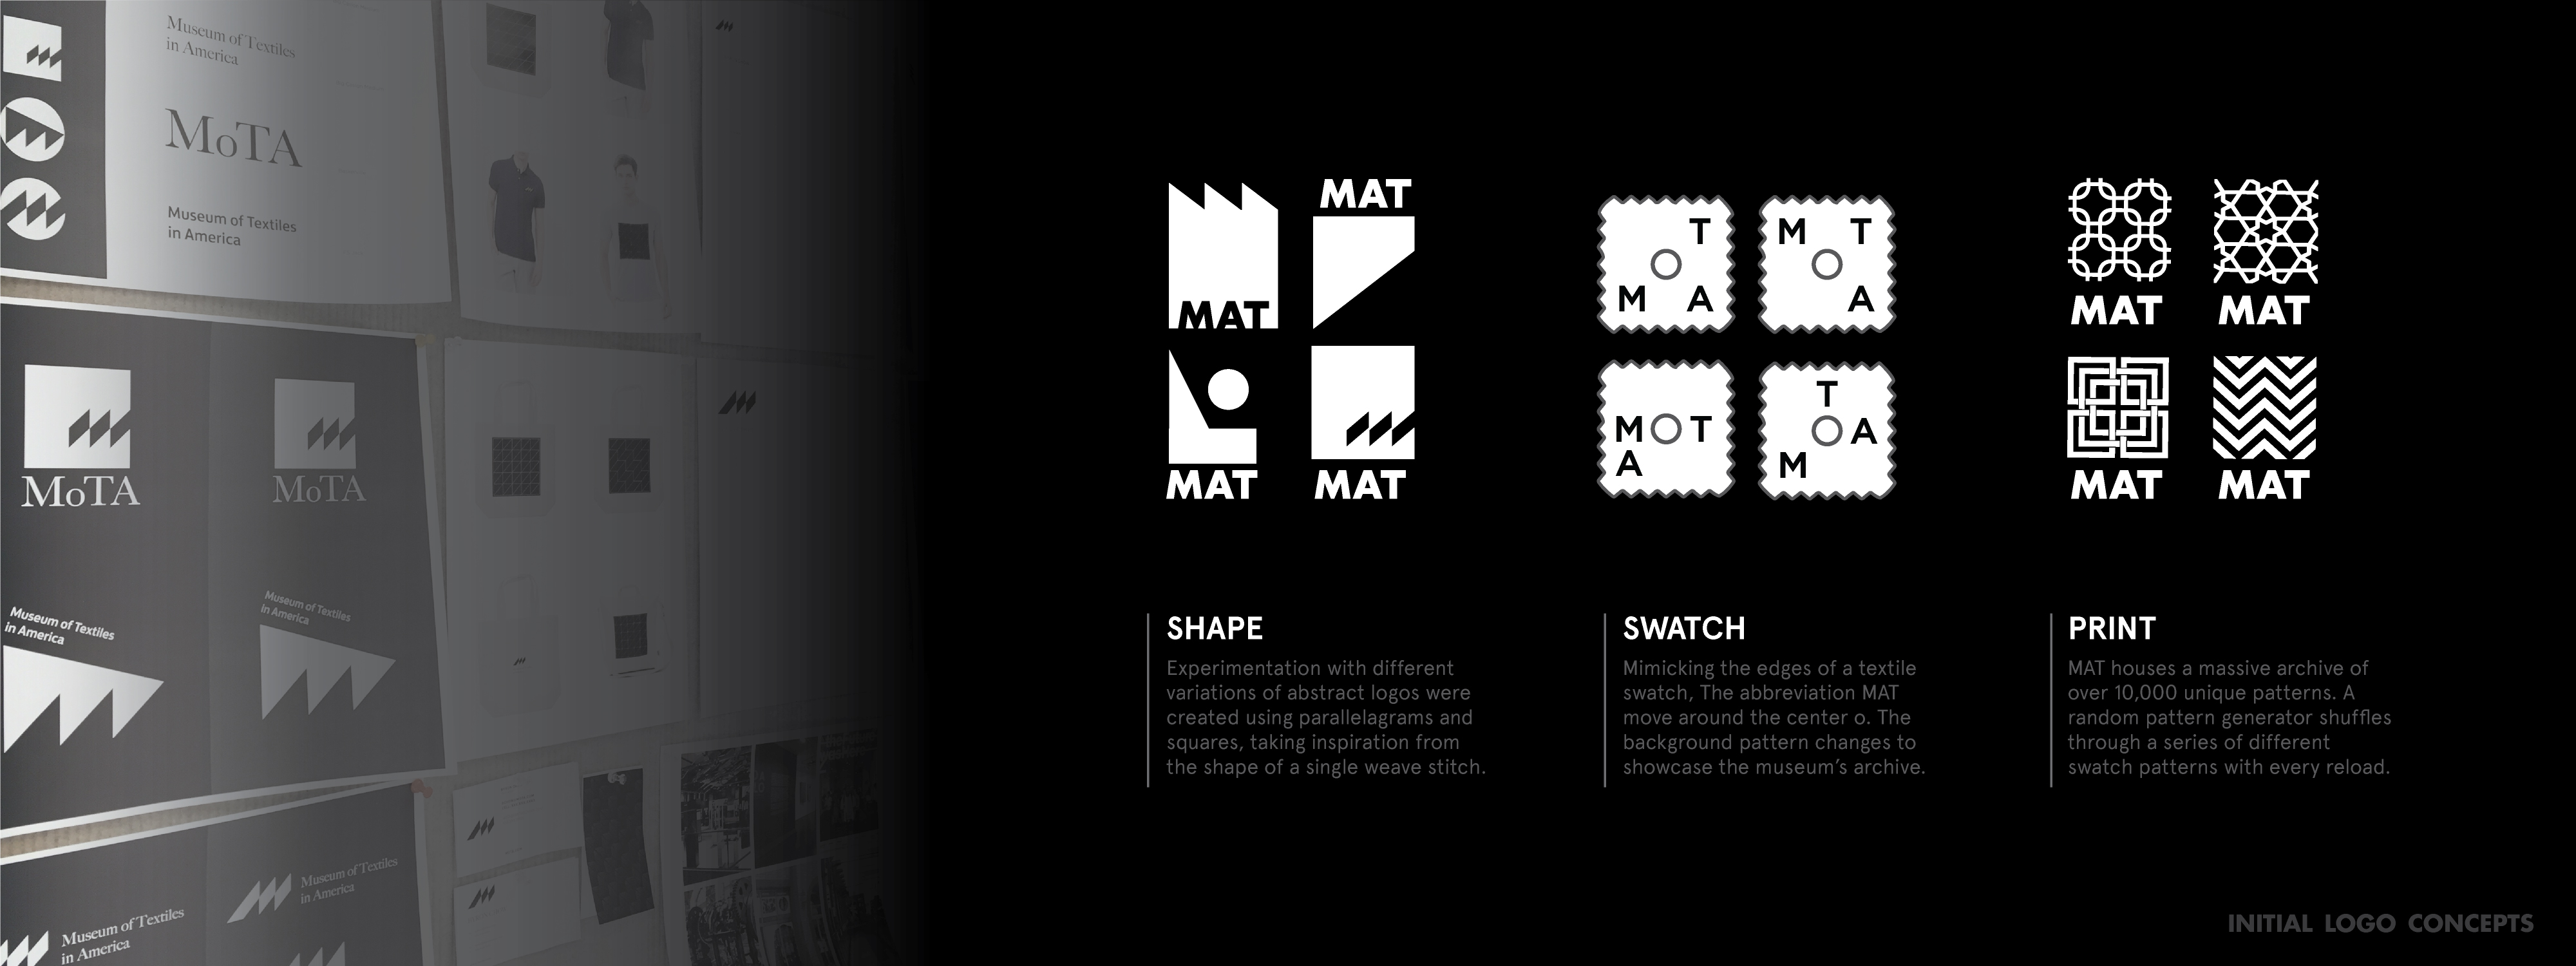 Museum of Textiles
in America
MoTA
Museum of Textiles
in America
MoTA
MoTA
Museum of Textiles
in America
Museum of Textiles
in America
Museum of Textiles
in America
Museum of Textiles
in America
MAT
MAT
MAT
MAT
T
O
M A
M T
O
A
M O T
A
T
O A
M
MAT
MAT
MAT
MAT
SHAPE
Experimentation with different
variations of abstract logos were
created using parallelagrams and
squares, taking inspiration from
the shape of a single weave stitch.
SWATCH
Mimicking the edges of a textile
swatch, The abbreviation MAT
move around the center o. The
background pattern changes to
showcase the museum's archive.
PRINT
MAT houses a massive archive of
over 10,000 unique patterns. A
random pattern generator shuffles
through a series of different
swatch patterns with every reload.
INITIAL LOGO CONCEPTS